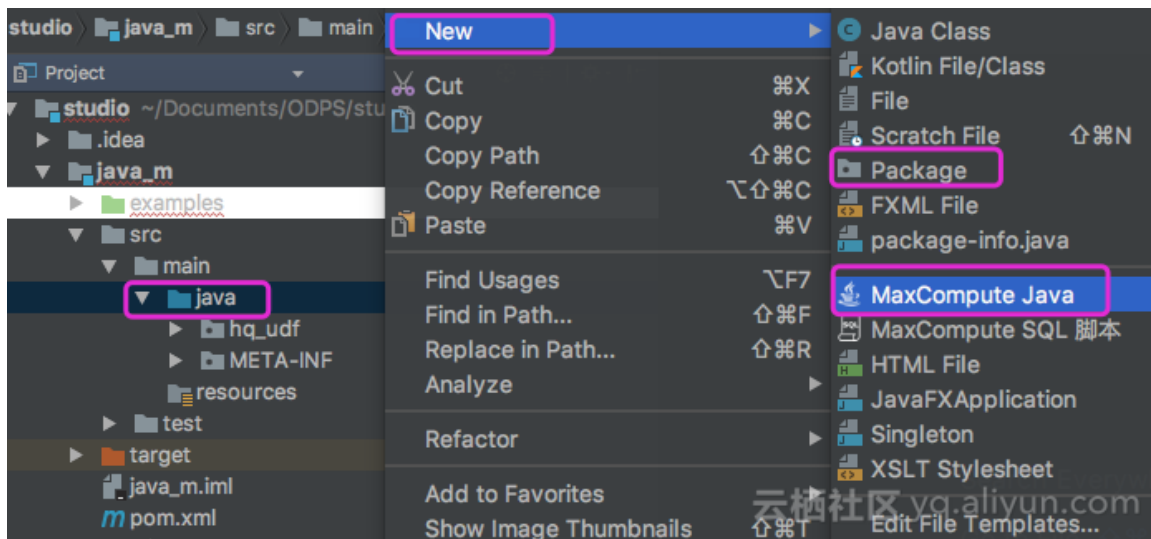 studio java_m src main
Project
studio ~/Documents/ODPS/stu
.idea
java_m
examples
src
main
java
hq_udf
META-INF
resources
test
target
java_m.iml
pom.xml
New
Cut ⌘X
Copy ⌘C
Copy Path ⇧⌘C
Copy Reference ⌥⇧⌘C
Paste ⌘V
Find Usages ⌥F7
Find in Path... ⇧⌘F
Replace in Path... ⇧⌘R
Analyze
Refactor
Add to Favorites
Show Image Thumbnails ⇧⌘T
Java Class
Kotlin File/Class
File
Scratch File ⇧⌘N
Package
FXML File
package-info.java
MaxCompute Java
MaxCompute SQL 脚本
HTML File
JavaFXApplication
Singleton
XSLT Stylesheet
Edit File Templates...
云栖社区 yq.aliyun.com